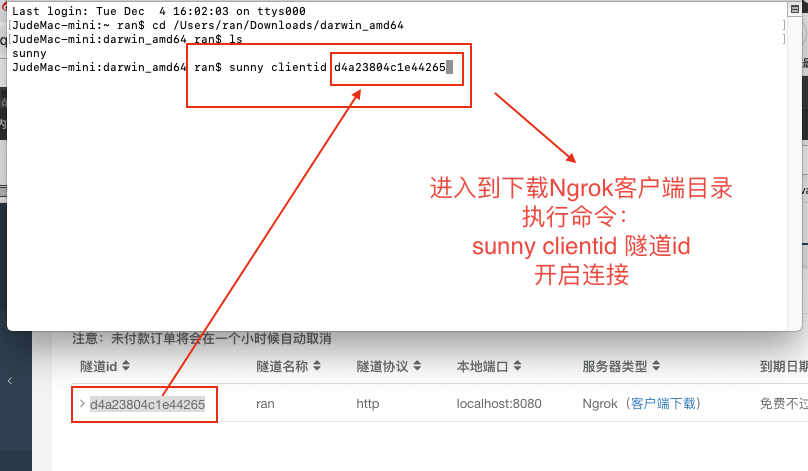 Last login: Tue Dec  4 16:02:03 on ttys000
[JudeMac-mini:~ ran$ cd /Users/ran/Downloads/darwin_amd64 ]
[JudeMac-mini:darwin_amd64 ran$ ls ]
sunny
JudeMac-mini:darwin_amd64 ran$ sunny clientid d4a23804c1e44265
进入到下载Ngrok客户端目录
执行命令：
sunny clientid 隧道id
开启连接
注意：未付款订单将会在一个小时候自动取消
隧道id 隧道名称 隧道协议 本地端口 服务器类型 到期日期
d4a23804c1e44265 ran http localhost:8080 Ngrok（客户端下载） 免费不过